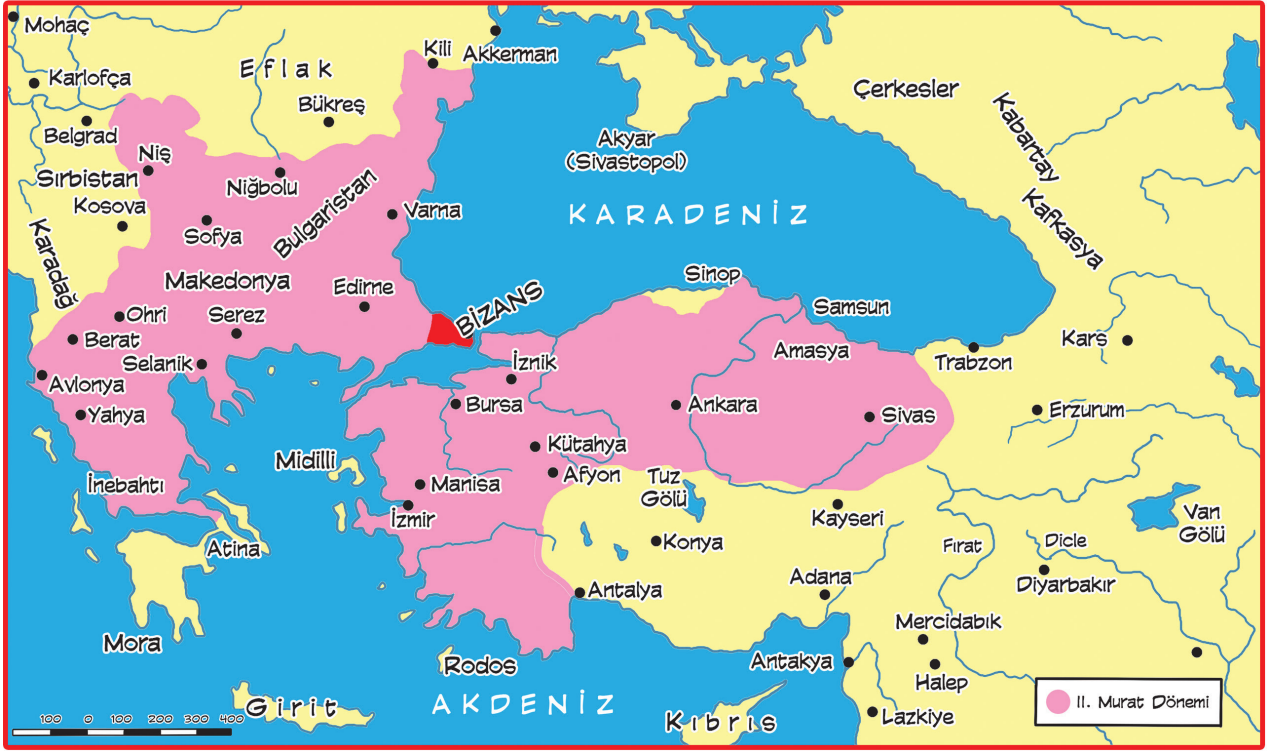 Mohaç
Kili
Akkerman
Eflak
Karlofça
Çerkesler
Kabartay
Bükreş
Belgrad
Akyar
(Sivastopol)
Niş
Sırbistan
Niğbolu
Bulgaristan
Kafkasya
Kosova
Varna
KARADENİZ
Karadağ
Sofya
Makedonya
Edirne
Sinop
BİZANS
Samsun
Ohri
Serez
Berat
Kars
Amasya
Trabzon
Selanik
İznik
Avlonya
Yahya
Bursa
Ankara
Sivas
Erzurum
Kütahya
Midilli
Afyon
Tuz
Gölü
İnebahtı
Manisa
İzmir
Kayseri
Van
Gölü
Atina
Konya
Fırat
Dicle
Adana
Diyarbakır
Antalya
Mora
Mercidabık
Rodos
Antakya
Halep
AKDENİZ
Girit
Kıbrıs
Lazkiye
II. Murat Dönemi
100 0 100 200 300 400